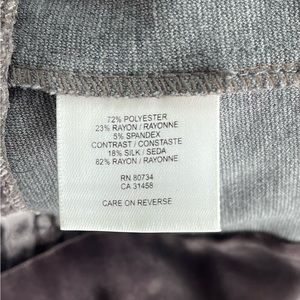 72% POLYESTER
23% RAYON / RAYONNE
5% SPANDEX
CONTRAST / CONSTASTE
18% SILK / SEDA
82% RAYON / RAYONNE
RN 80734
CA 31458
CARE ON REVERSE